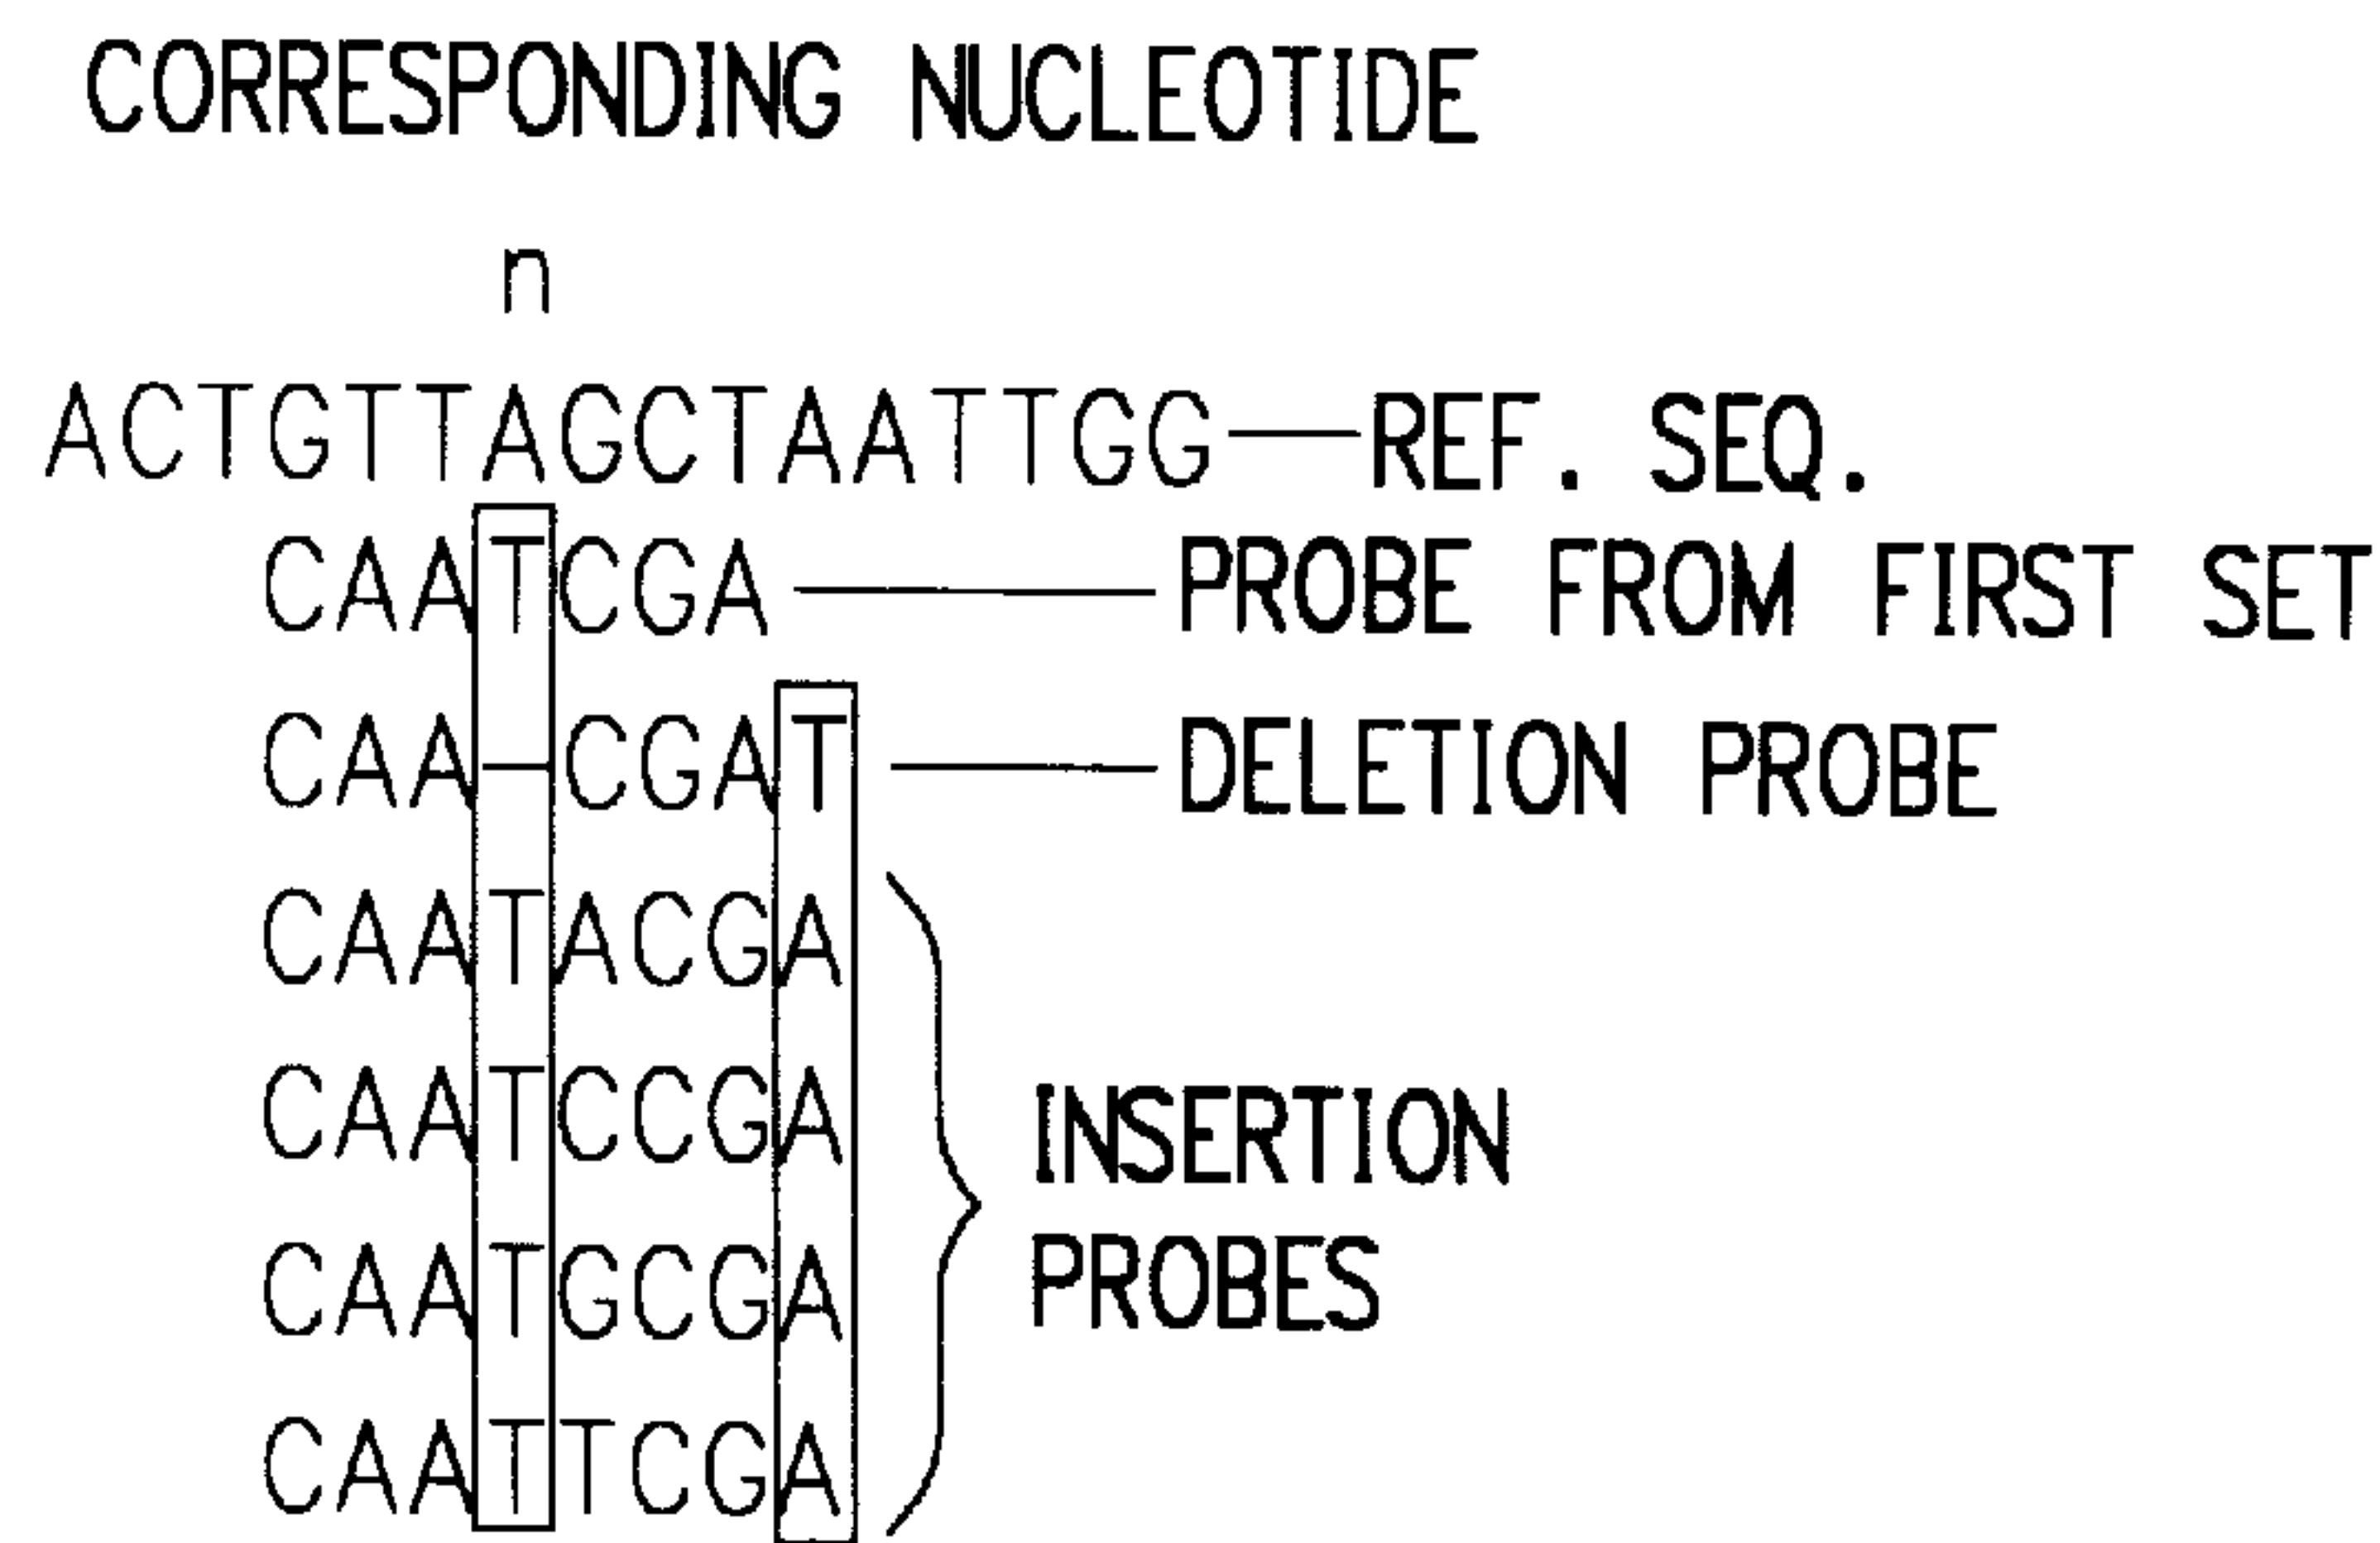 CORRESPONDING NUCLEOTIDE
n
ACTGTTAGCTAATTGG — REF. SEQ.
CAATCGA — PROBE FROM FIRST SET
CAA-CGAT — DELETION PROBE
CAATACGA
CAATCCGA
INSERTION
PROBES
CAATGCGA
CAATTCGA